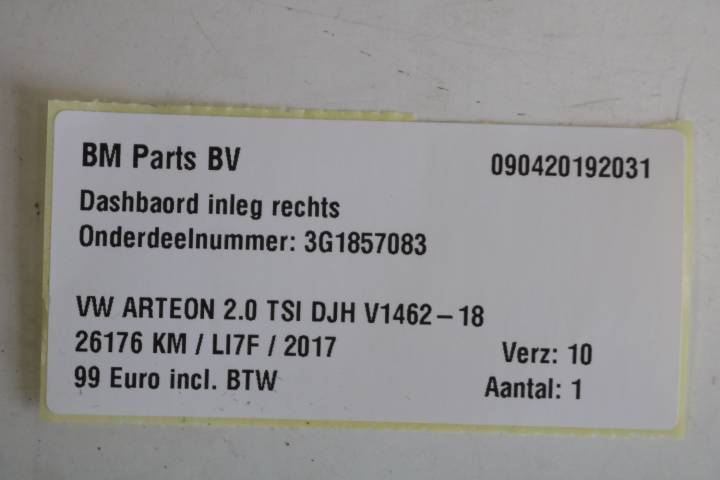 BM Parts BV 090420192031
Dashbaord inleg rechts
Onderdeelnummer: 3G1857083
VW ARTEON 2.0 TSI DJH V1462-18
26176 KM / LI7F / 2017 Verz: 10
99 Euro incl. BTW Aantal: 1